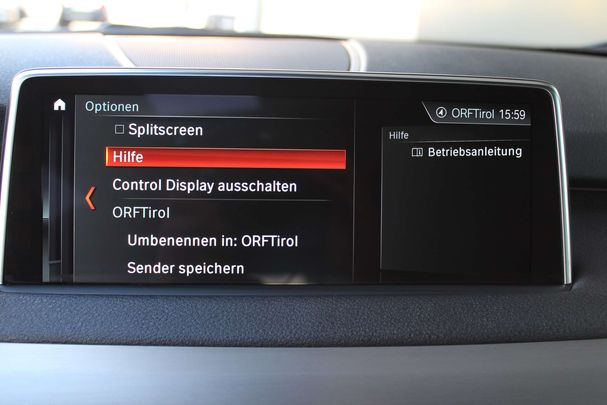 Optionen
ORFTirol 15:59
Splitscreen
Hilfe
Control Display ausschalten
ORFTirol
Umbenennen in: ORFTirol
Sender speichern
Hilfe
Betriebsanleitung